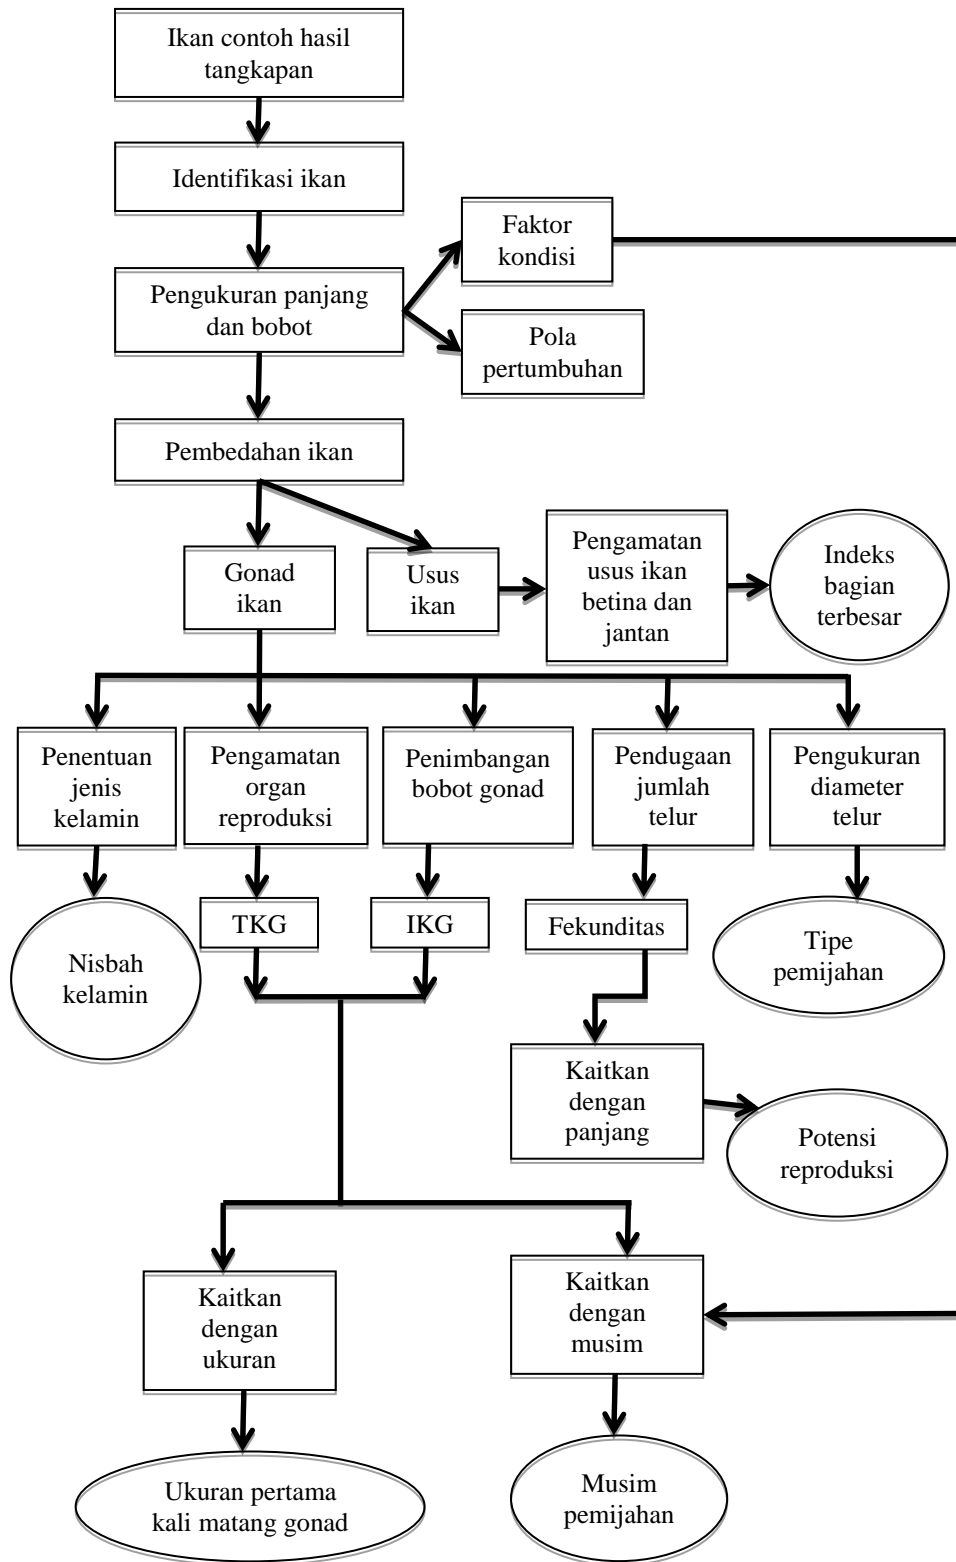 Ikan contoh hasil
tangkapan
Identifikasi ikan
Faktor
kondisi
Pengukuran panjang
dan bobot
Pola
pertumbuhan
Pembedahan ikan
Gonad
ikan
Usus
ikan
Pengamatan
usus ikan
betina dan
jantan
Indeks
bagian
terbesar
Penentuan
jenis
kelamin
Pengamatan
organ
reproduksi
Penimbangan
bobot gonad
Pendugaan
jumlah
telur
Pengukuran
diameter
telur
Nisbah
kelamin
TKG
IKG
Fekunditas
Tipe
pemijahan
Kaitkan
dengan
panjang
Potensi
reproduksi
Kaitkan
dengan
ukuran
Kaitkan
dengan
musim
Ukuran pertama
kali matang gonad
Musim
pemijahan